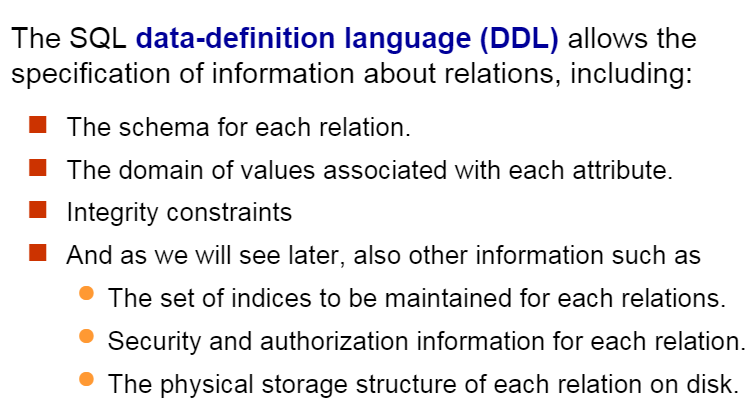 The SQL data-definition language (DDL) allows the
specification of information about relations, including:
The schema for each relation.
The domain of values associated with each attribute.
Integrity constraints
And as we will see later, also other information such as
The set of indices to be maintained for each relations.
Security and authorization information for each relation.
The physical storage structure of each relation on disk.